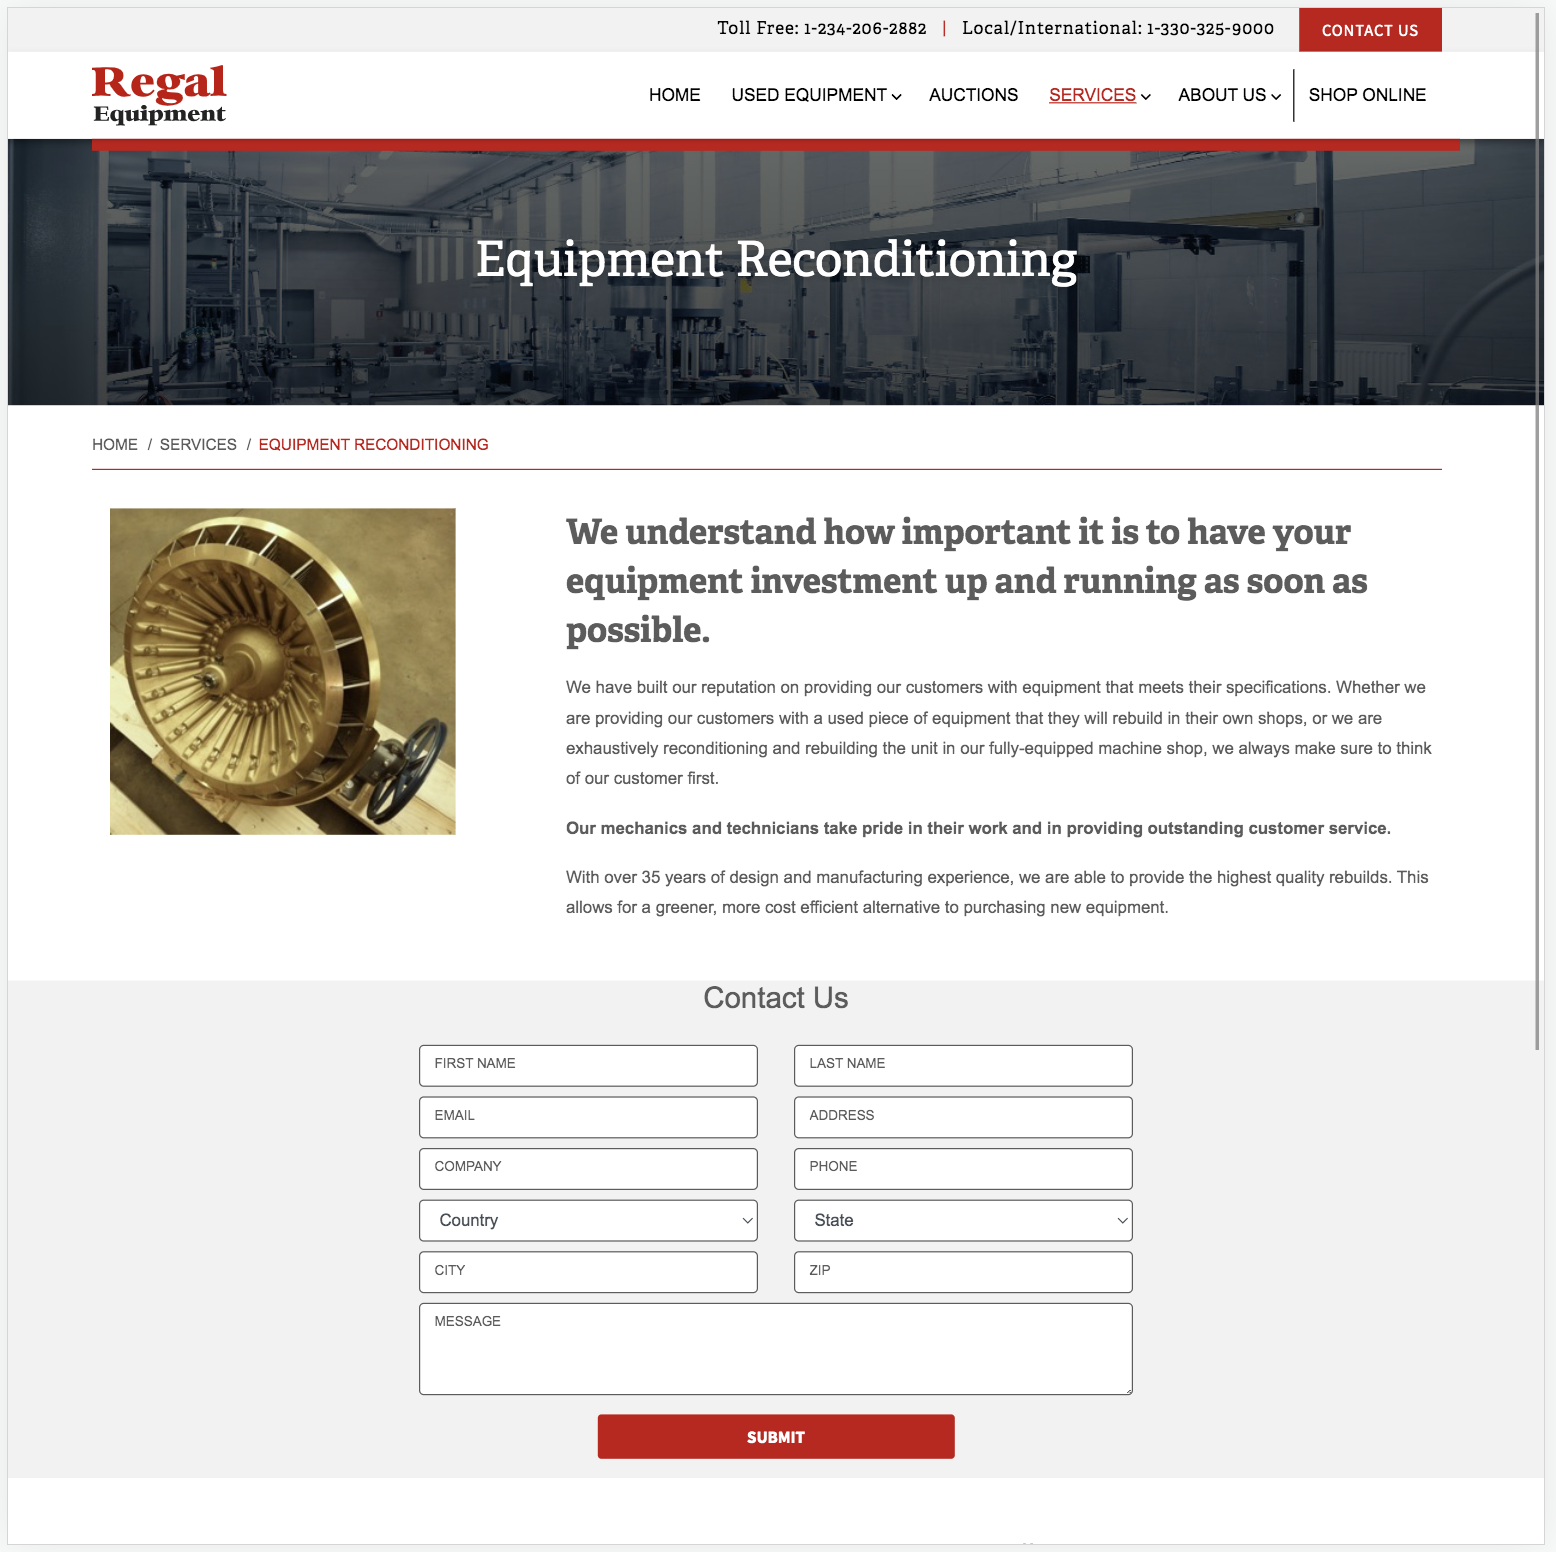 Toll Free: 1-234-206-2882 | Local/International: 1-330-325-9000
CONTACT US
Regal
Equipment
HOME USED EQUIPMENT AUCTIONS SERVICES ABOUT US SHOP ONLINE
Equipment Reconditioning
HOME / SERVICES / EQUIPMENT RECONDITIONING
We understand how important it is to have your
equipment investment up and running as soon as
possible.
We have built our reputation on providing our customers with equipment that meets their specifications. Whether we
are providing our customers with a used piece of equipment that they will rebuild in their own shops, or we are
exhaustively reconditioning and rebuilding the unit in our fully-equipped machine shop, we always make sure to think
of our customer first.
Our mechanics and technicians take pride in their work and in providing outstanding customer service.
With over 35 years of design and manufacturing experience, we are able to provide the highest quality rebuilds. This
allows for a greener, more cost efficient alternative to purchasing new equipment.
Contact Us
FIRST NAME LAST NAME
EMAIL ADDRESS
COMPANY PHONE
Country State
CITY ZIP
MESSAGE
SUBMIT